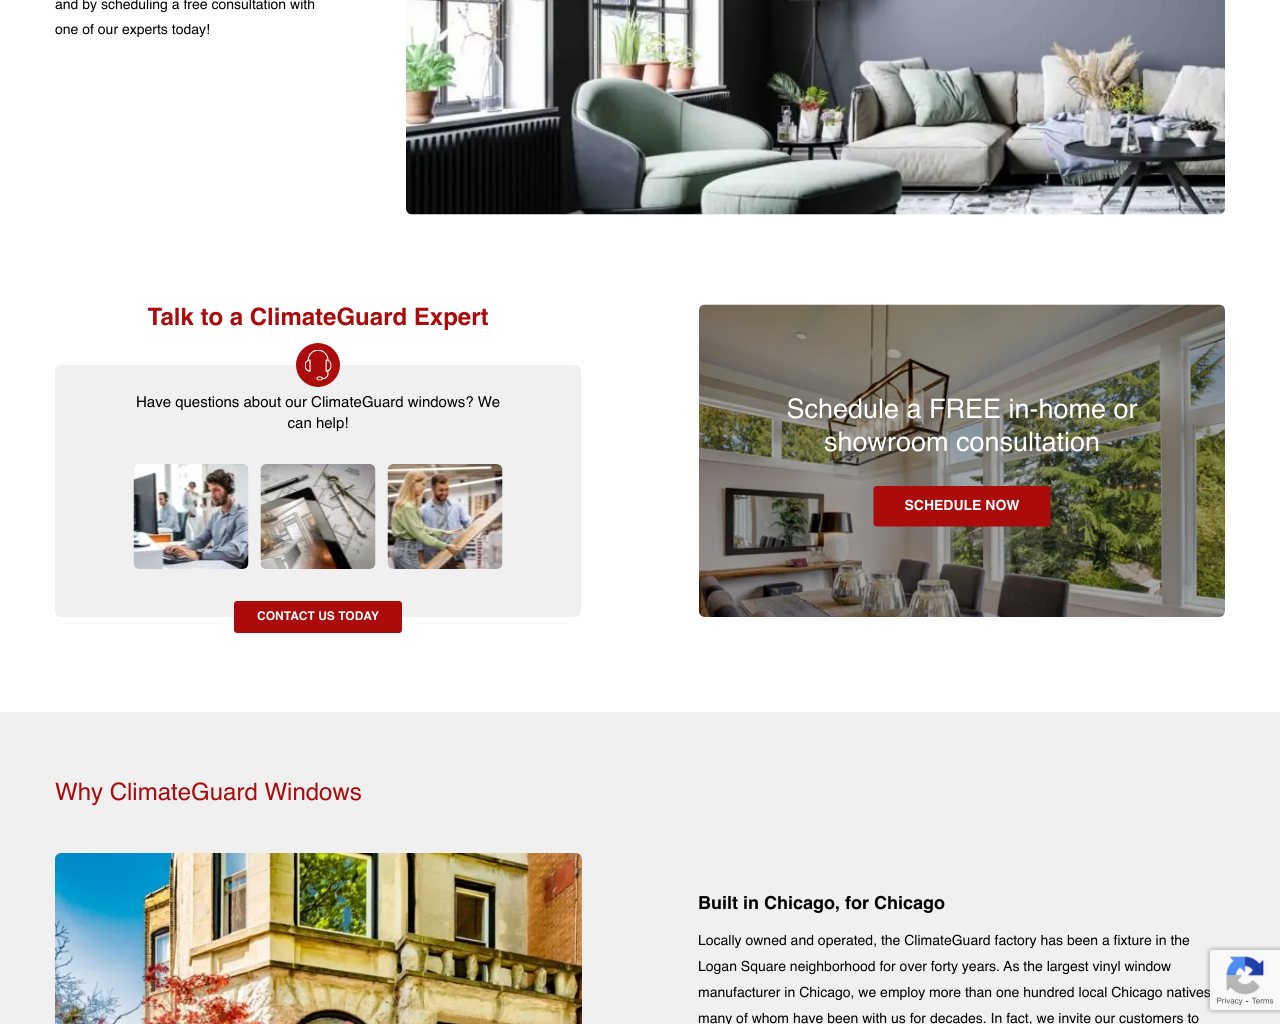 and by scheduling a free consultation with
one of our experts today!
Talk to a ClimateGuard Expert
Have questions about our ClimateGuard windows? We
can help!
CONTACT US TODAY
Schedule a FREE in-home or
showroom consultation
SCHEDULE NOW
Why ClimateGuard Windows
Built in Chicago, for Chicago
Locally owned and operated, the ClimateGuard factory has been a fixture in the
Logan Square neighborhood for over forty years. As the largest vinyl window
manufacturer in Chicago, we employ more than one hundred local Chicago natives
many of whom have been with us for decades. In fact, we invite our customers to
Privacy - Terms